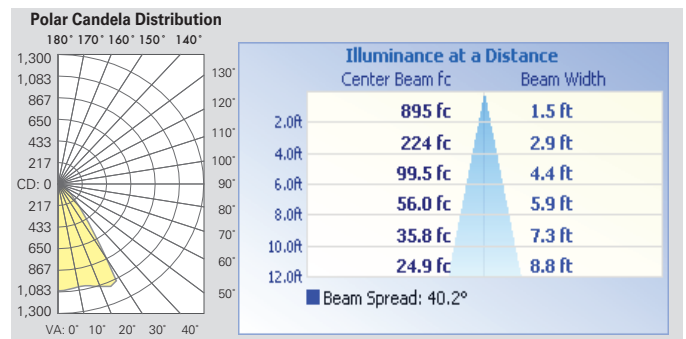 Polar Candela Distribution
180° 170° 160° 150° 140°
1,300
1,083
867
650
433
217
CD: 0
217
433
650
867
1,083
1,300
130°
120°
110°
100°
90°
80°
70°
60°
50°
VA: 0° 10° 20° 30° 40°
Illuminance at a Distance
Center Beam fc Beam Width
2.0ft 895 fc 1.5 ft
4.0ft 224 fc 2.9 ft
6.0ft 99.5 fc 4.4 ft
8.0ft 56.0 fc 5.9 ft
10.0ft 35.8 fc 7.3 ft
12.0ft 24.9 fc 8.8 ft
Beam Spread: 40.2°